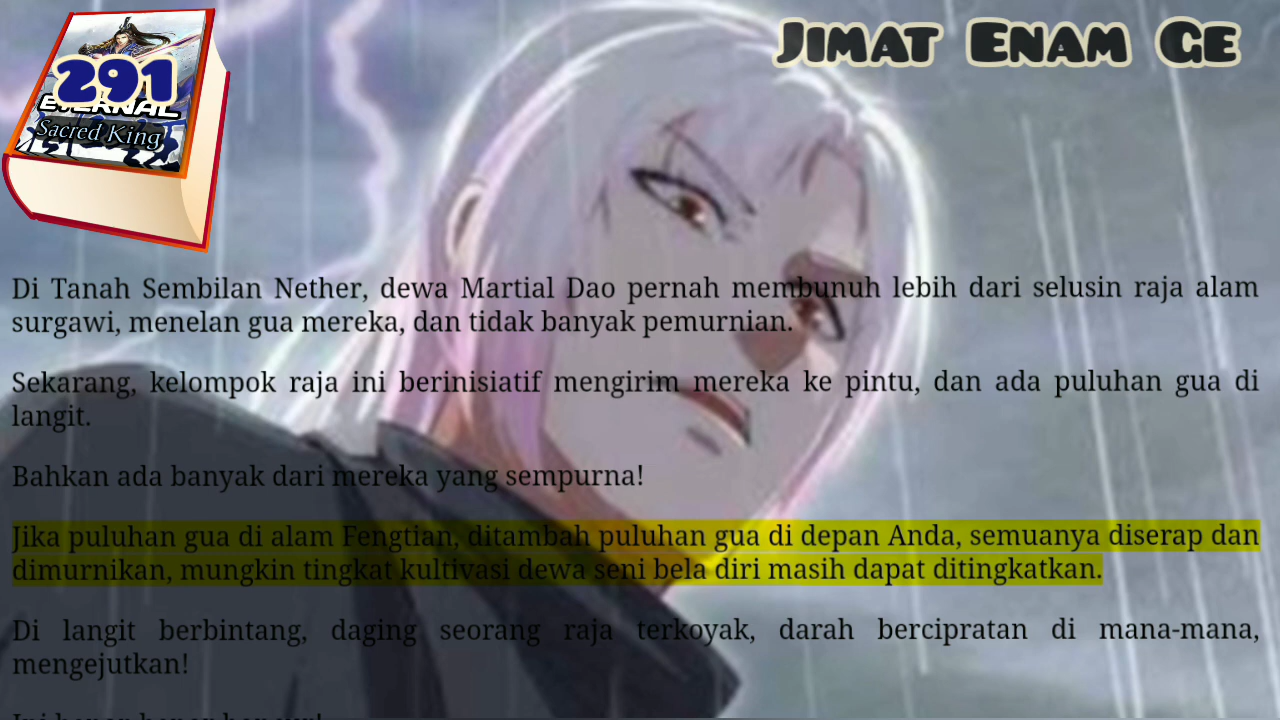 Jimat Enam Ge
291
ETERNAL
Sacred King
Di Tanah Sembilan Nether, dewa Martial Dao pernah membunuh lebih dari selusin raja alam
surgawi, menelan gua mereka, dan tidak banyak pemurnian.
Sekarang, kelompok raja ini berinisiatif mengirim mereka ke pintu, dan ada puluhan gua di
langit.
Bahkan ada banyak dari mereka yang sempurna!
Jika puluhan gua di alam Fengtian, ditambah puluhan gua di depan Anda, semuanya diserap dan
dimurnikan, mungkin tingkat kultivasi dewa seni bela diri masih dapat ditingkatkan.
Di langit berbintang, daging seorang raja terkoyak, darah bercipratan di mana-mana,
mengejutkan!